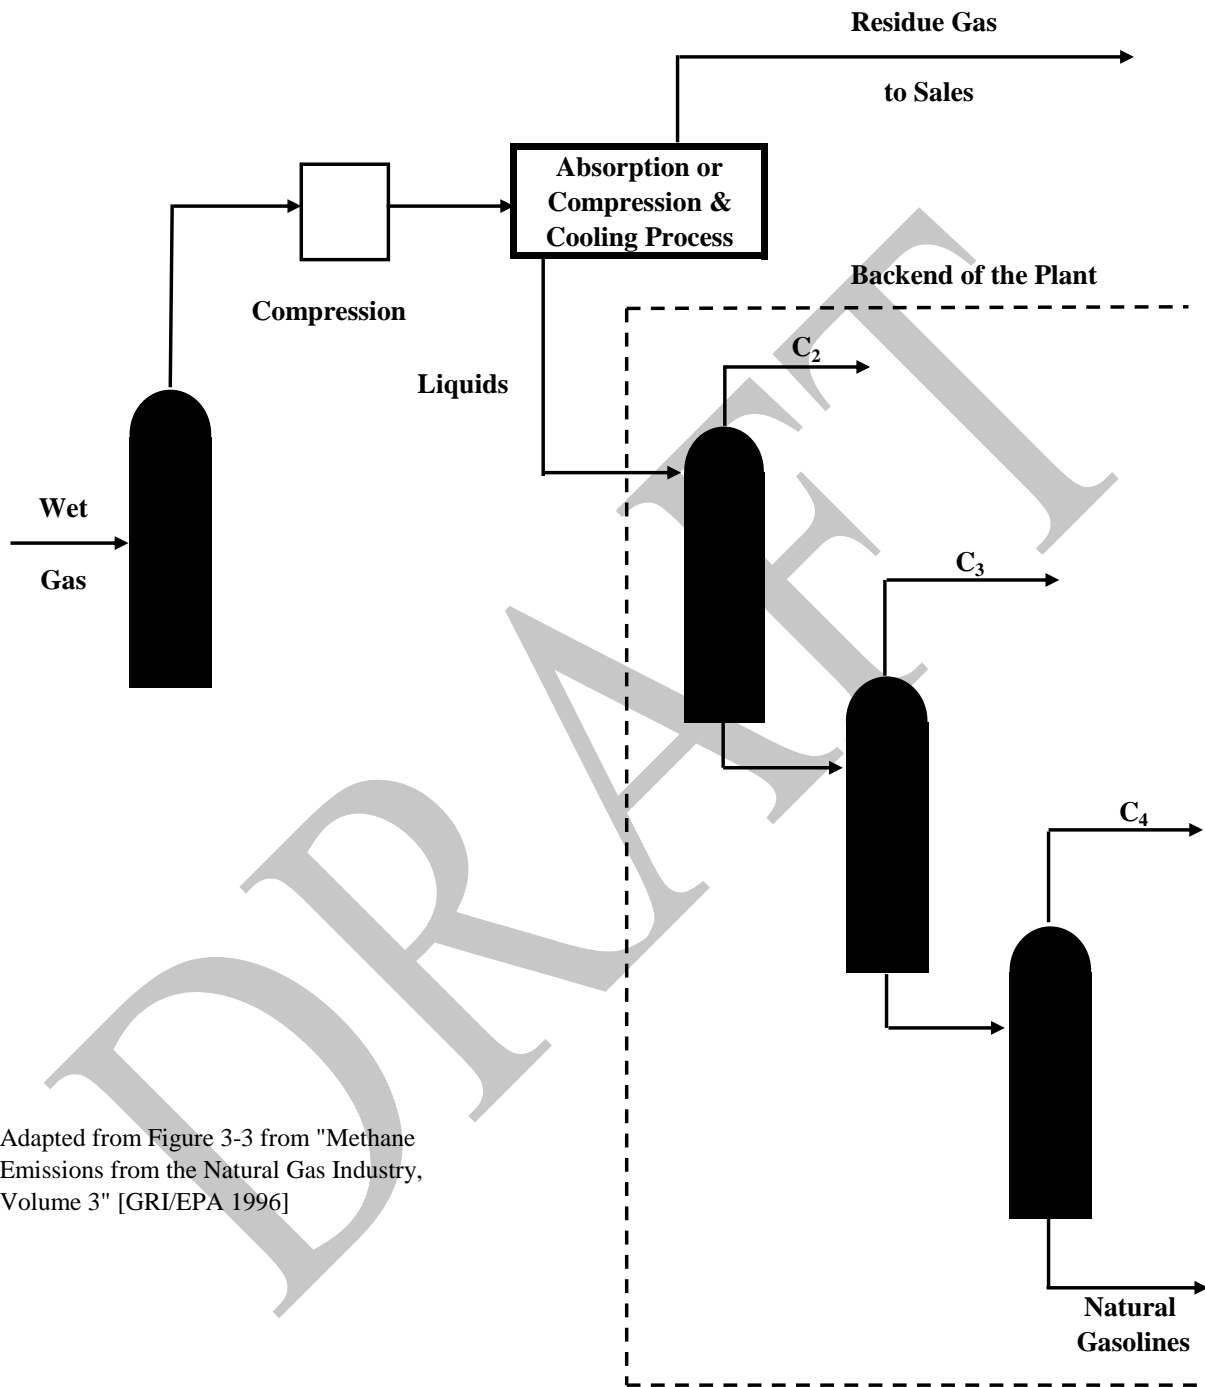 Residue Gas
to Sales
Absorption or
Compression &
Cooling Process
Backend of the Plant
Compression
C₂
Liquids
Wet
Gas
C₃
C₄
Adapted from Figure 3-3 from "Methane
Emissions from the Natural Gas Industry,
Volume 3" [GRI/EPA 1996]
Natural
Gasolines
DRAFT